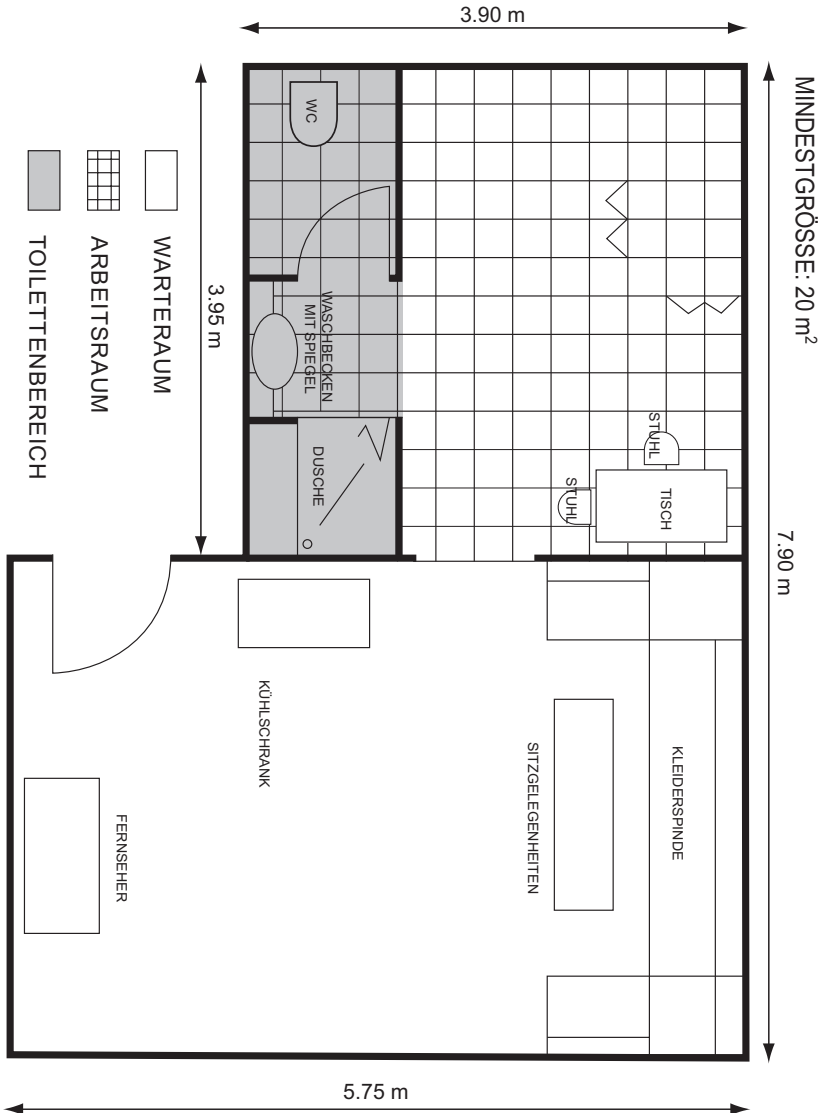 3.90 m
MINDESTGRÖSSE: 20 m²
WC
WASCHBECKEN
MIT SPIEGEL
DUSCHE
STUHL
STUHL
TISCH
3.95 m
7.90 m
WARTERAUM
ARBEITSRAUM
TOILETTENBEREICH
KÜHLSCHRANK
SITZGELEGENHEITEN
KLEIDERSPINDE
FERNSEHER
5.75 m